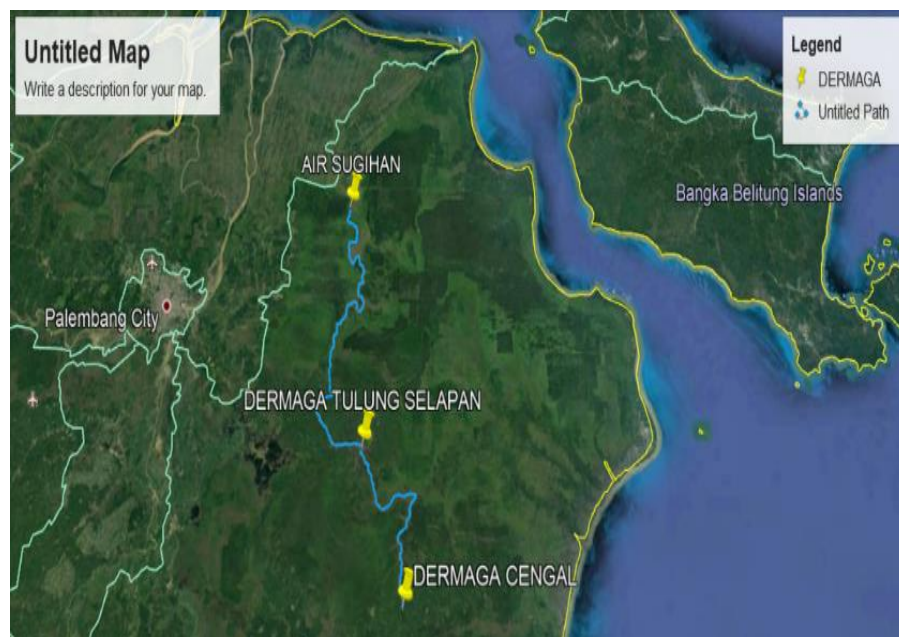 Untitled Map
Write a description for your map.
Legend
DERMAGA
Untitled Path
AIR SUGIHAN
Bangka Belitung Islands
Palembang City
DERMAGA TULUNG SELAPAN
DERMAGA CENGAL